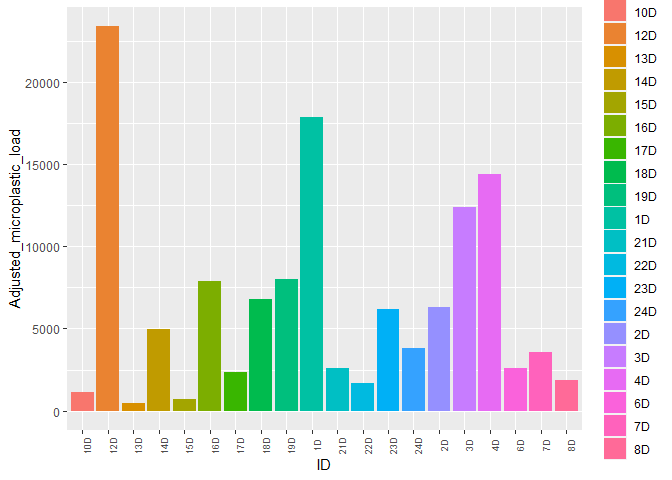 Adjusted_microplastic_load
20000
15000
10000
5000
0
10D 12D 13D 14D 15D 16D 17D 18D 19D 1D 21D 22D 23D 24D 2D 3D 4D 6D 7D 8D
ID
10D
12D
13D
14D
15D
16D
17D
18D
19D
1D
21D
22D
23D
24D
2D
3D
4D
6D
7D
8D